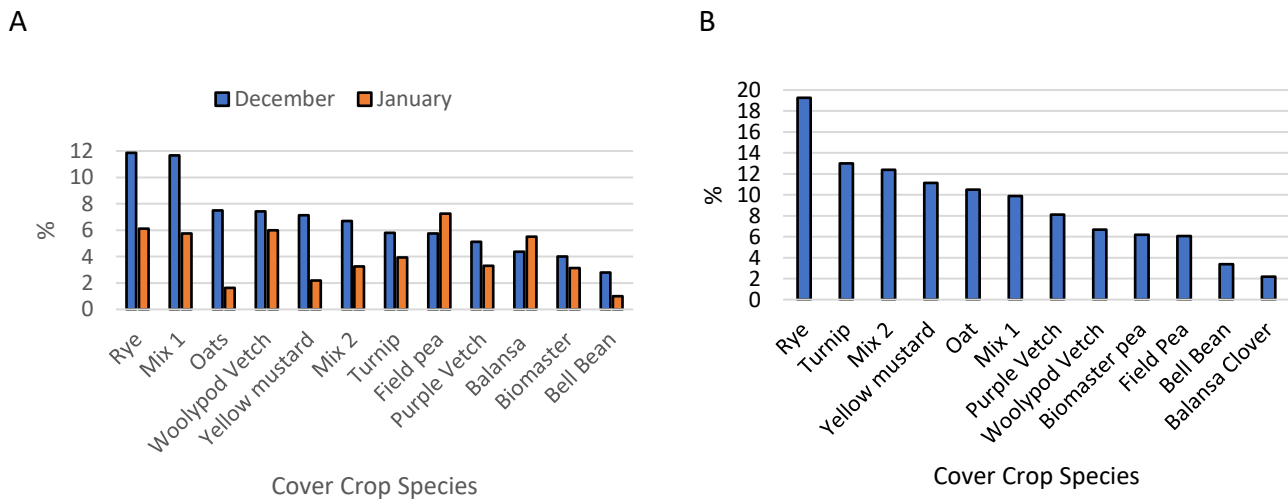 A
December January
12
10
8
6
4
2
0
%
Rye
Mix 1
Oats
Woolypod Vetch
Yellow mustard
Mix 2
Turnip
Field pea
Purple Vetch
Balansa
Biomaster
Bell Bean
Cover Crop Species
B
20
18
16
14
12
10
8
6
4
2
0
%
Rye
Turnip
Mix 2
Yellow mustard
Oat
Mix 1
Purple Vetch
Woolypod Vetch
Biomaster pea
Field Pea
Bell Bean
Balansa Clover
Cover Crop Species